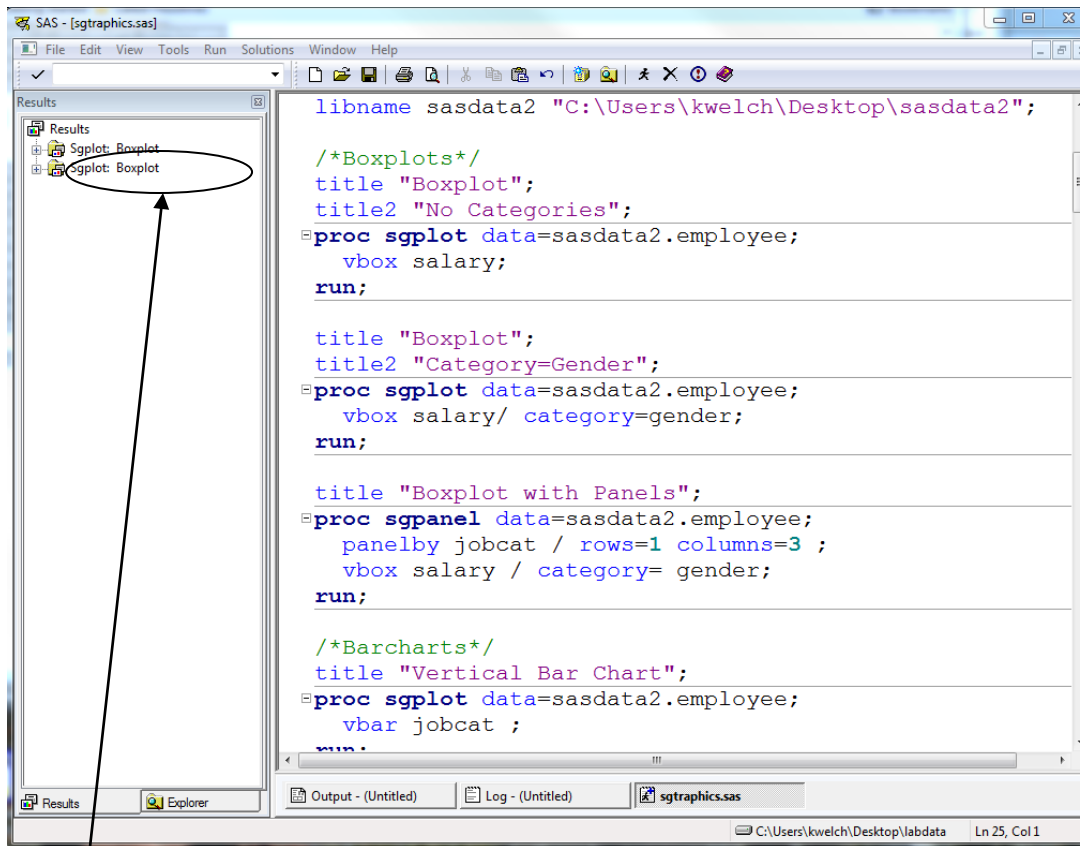 SAS - [sgtraphics.sas]
File Edit View Tools Run Solutions Window Help
Results
Results
Sgplot: Boxplot
Sgplot: Boxplot
libname sasdata2 "C:\Users\kwelch\Desktop\sasdata2";
/*Boxplots*/
title "Boxplot";
title2 "No Categories";
proc sgplot data=sasdata2.employee;
vbox salary;
run;
title "Boxplot";
title2 "Category=Gender";
proc sgplot data=sasdata2.employee;
vbox salary/ category=gender;
run;
title "Boxplot with Panels";
proc sgpanel data=sasdata2.employee;
panelby jobcat / rows=1 columns=3 ;
vbox salary / category= gender;
run;
/*Barcharts*/
title "Vertical Bar Chart";
proc sgplot data=sasdata2.employee;
vbar jobcat ;
run;
Results Explorer
Output - (Untitled) Log - (Untitled) sgtraphics.sas
C:\Users\kwelch\Desktop\labdata Ln 25, Col 1